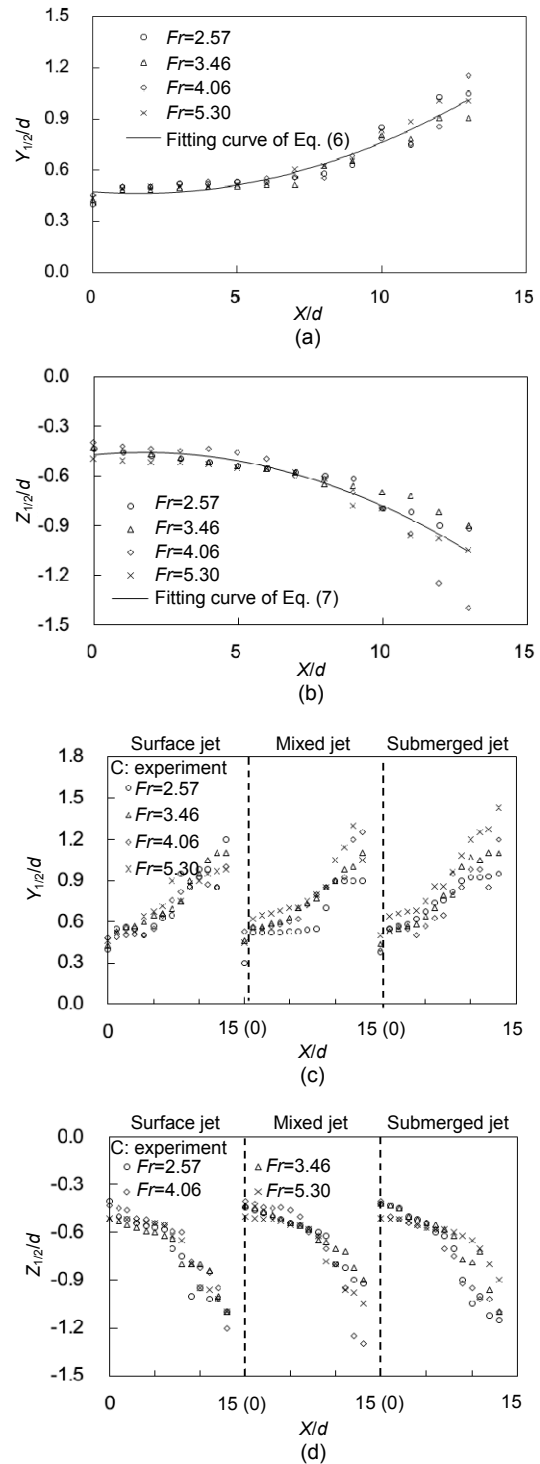 1.5
1.2
0.9
0.6
0.3
0.0
Y1/2/d
Fr=2.57
Fr=3.46
Fr=4.06
Fr=5.30
Fitting curve of Eq. (6)
0 5 10 15
X/d
(a)
0.0
-0.3
-0.6
-0.9
-1.2
-1.5
Z1/2/d
Fr=2.57
Fr=3.46
Fr=4.06
Fr=5.30
Fitting curve of Eq. (7)
0 5 10 15
X/d
(b)
Surface jet Mixed jet Submerged jet
1.8
1.5
1.2
0.9
0.6
0.3
0.0
Y1/2/d
C: experiment
Fr=2.57
Fr=3.46
Fr=4.06
Fr=5.30
0 15 (0) 15 (0) 15
X/d
(c)
Surface jet Mixed jet Submerged jet
0.0
-0.3
-0.6
-0.9
-1.2
-1.5
Z1/2/d
C: experiment
Fr=2.57 Fr=3.46
Fr=4.06 Fr=5.30
0 15 (0) 15 (0) 15
X/d
(d)